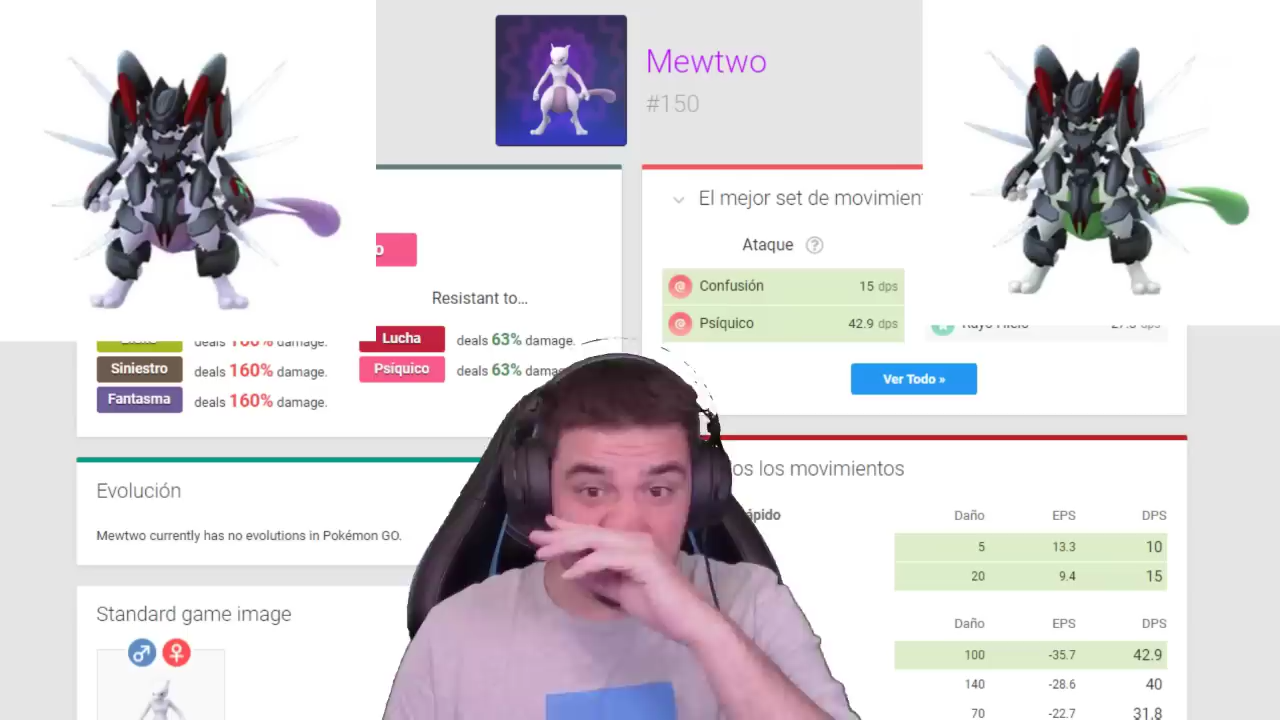 Mewtwo
#150
El mejor set de movimien
Ataque ?
Confusión 15 dps
Psíquico 42.9 dps
Ver Todo »
o
Resistant to...
deals 160% damage.
Siniestro deals 160% damage.
Fantasma deals 160% damage.
Lucha deals 63% damage.
Psíquico deals 63% damage.
Evolución
Mewtwo currently has no evolutions in Pokémon GO.
Standard game image
os los movimientos
ápido Daño EPS DPS
5 13.3 10
20 9.4 15
Daño EPS DPS
100 -35.7 42.9
140 -28.6 40
70 -22.7 31.8